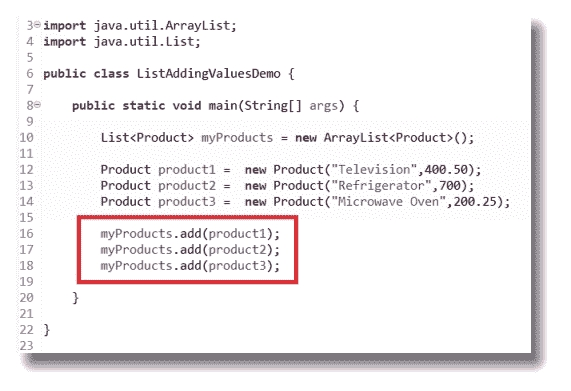 3 import java.util.ArrayList;
4 import java.util.List;
5
6 public class ListAddingValuesDemo {
7
8 public static void main(String[] args) {
9
10 List<Product> myProducts = new ArrayList<Product>();
11
12 Product product1 =  new Product("Television",400.50);
13 Product product2 =  new Product("Refrigerator",700);
14 Product product3 =  new Product("Microwave Oven",200.25);
15
16 myProducts.add(product1);
17 myProducts.add(product2);
18 myProducts.add(product3);
19
20 }
21
22 }
23